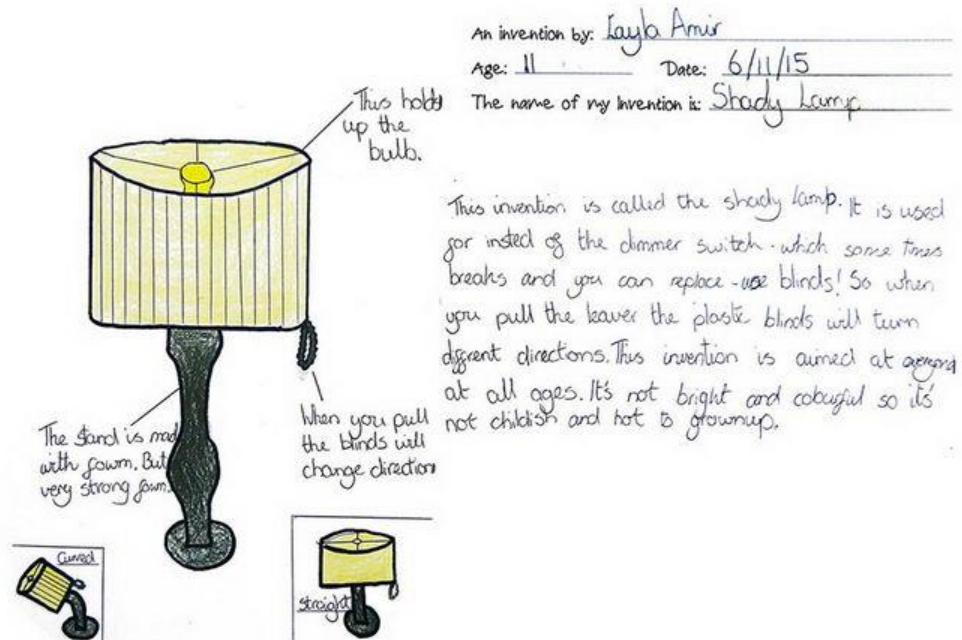 An invention by: Layla Amir
Age: 11 Date: 6/11/15
The name of my Invention is: Shady Lamp
This holds
up the
bulb.
This invention is called the shady lamp. It is used
for insted of the dimmer switch - which some times
breaks and you can replace - use blinds! So when
you pull the leaver the plastic blinds will turn
diffrent directions. This invention is aimed at
at all ages. It's not bright and colourful so it's
not childish and not to grownup.
When you pull
the blinds will
change direction
The stand is mad
with fowm. But
very strong fowm.
Curved
straight